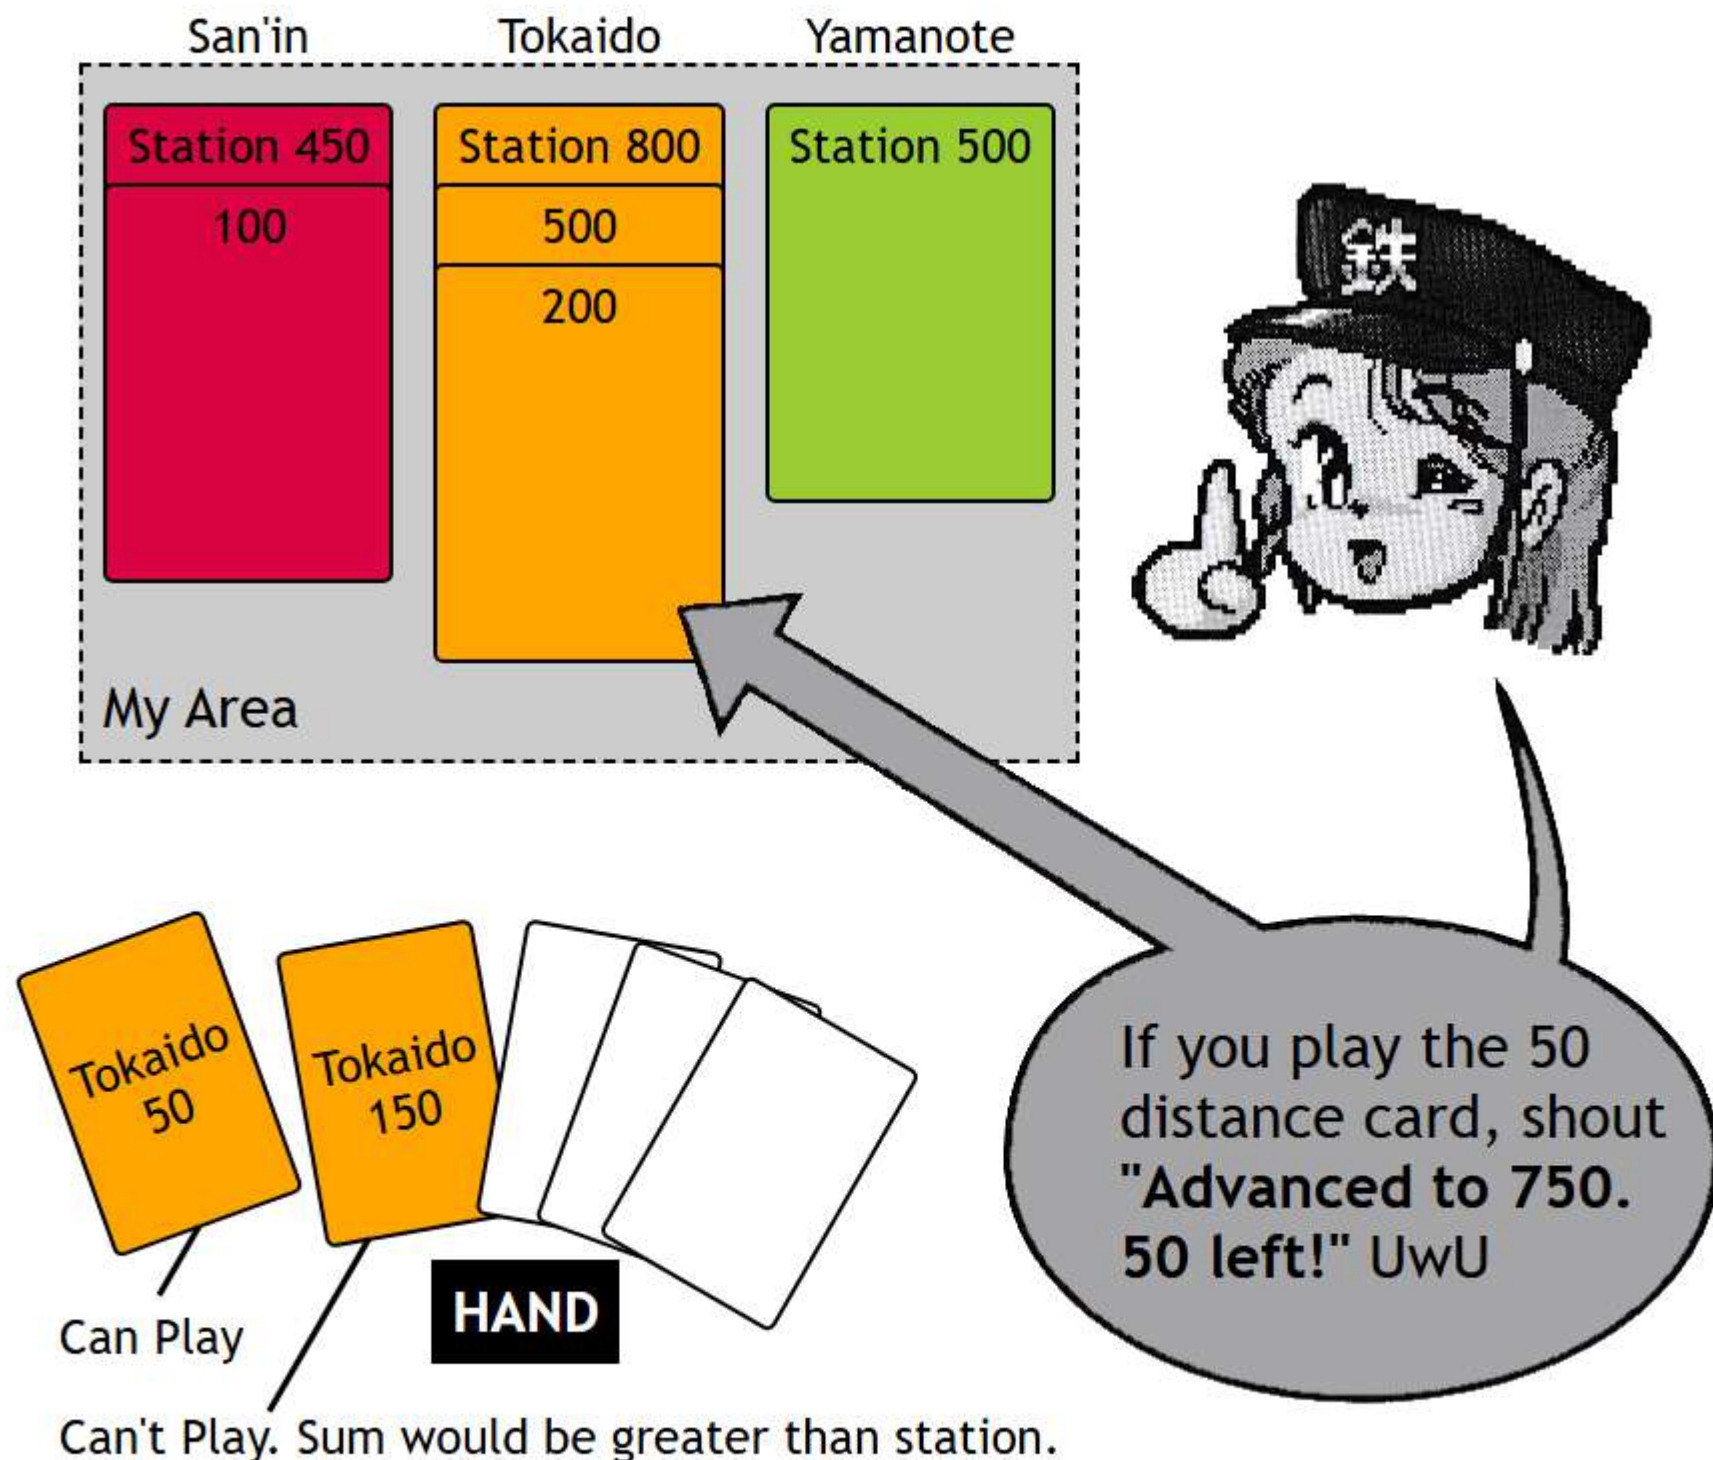 San'in
Tokaido
Yamanote
Station 450
100
Station 800
500
200
Station 500
My Area
鉄
Tokaido
50
Tokaido
150
HAND
Can Play
Can't Play. Sum would be greater than station.
If you play the 50
distance card, shout
"Advanced to 750.
50 left!" UwU